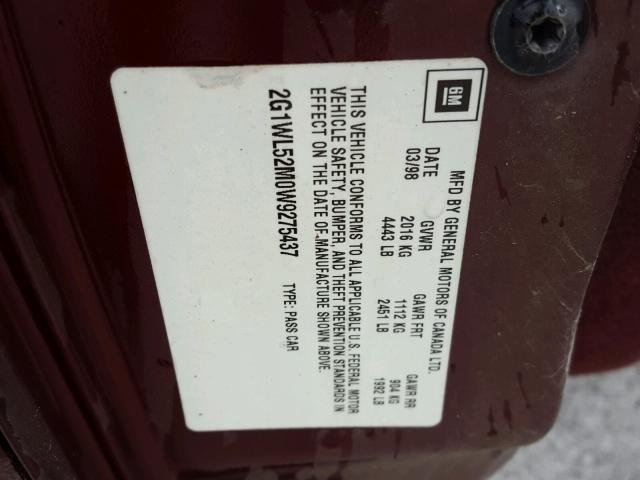 GM
MFD BY GENERAL MOTORS OF CANADA LTD.
DATE GVWR GAWR FRT GAWR RR
03/98 2016 KG 1112 KG 904 KG
4443 LB 2451 LB 1992 LB
THIS VEHICLE CONFORMS TO ALL APPLICABLE U.S. FEDERAL MOTOR
VEHICLE SAFETY, BUMPER, AND THEFT PREVENTION STANDARDS IN
EFFECT ON THE DATE OF MANUFACTURE SHOWN ABOVE.
2G1WL52M0W9275437 TYPE: PASS CAR